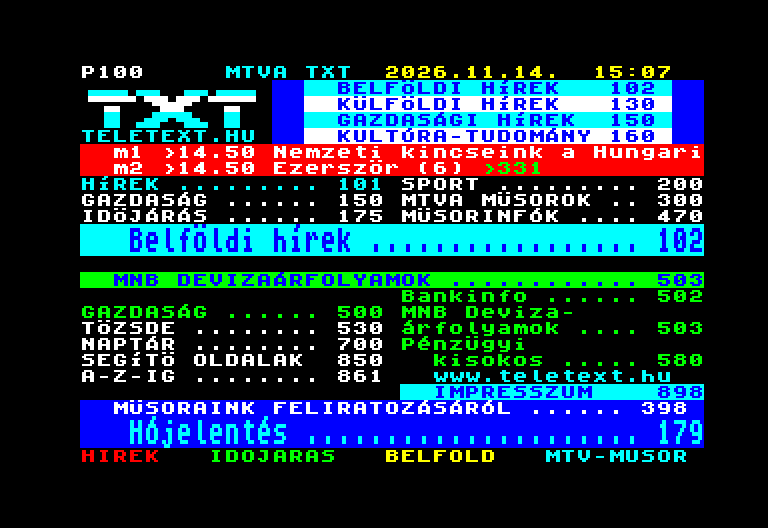 P100 MTVA TXT 2026.11.14. 15:07
BELFÖLDI HÍREK 102
KÜLFÖLDI HÍREK 130
TXT
GAZDASÁGI HÍREK 150
TELETEXT.HU KULTÚRA-TUDOMÁNY 160
m1 >14.50 Nemzeti kincseink a Hungari
m2 >14.50 Ezerször (6) >331
HÍREK ......... 101 SPORT ......... 200
GAZDASÁG ...... 150 MTVA MŰSOROK .. 300
IDŐJÁRÁS ...... 175 MŰSORINFÓK .... 470
Belföldi hírek ................. 102
MNB DEVIZAÁRFOLYAMOK ............ 503
Bankinfo ...... 502
GAZDASÁG ...... 500 MNB Deviza-
TŐZSDE ........ 530 árfolyamok .... 503
NAPTÁR ........ 700 Pénzügyi
SEGÍTŐ OLDALAK 850 kisokos ..... 580
A-Z-IG ........ 861 www.teletext.hu
IMPRESSZUM 898
MŰSORAINK FELIRATOZÁSÁRÓL ...... 398
Hójelentés ..................... 179
HIREK IDOJARAS BELFOLD MTV-MUSOR